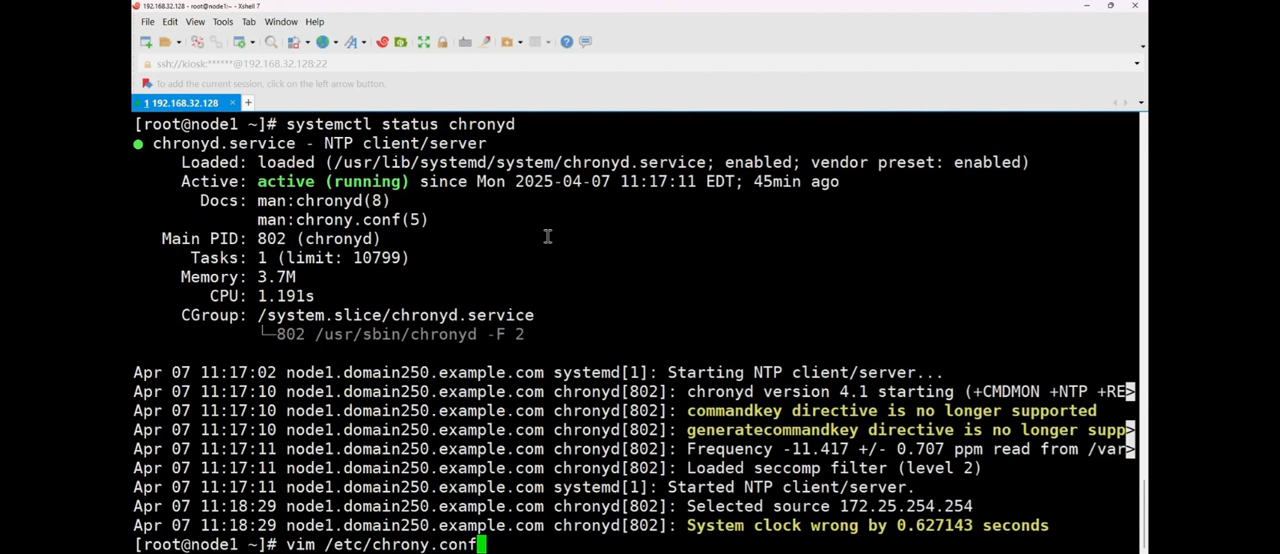 192.168.32.128 - root@node1:~ - Xshell 7
File Edit View Tools Tab Window Help
ssh://kiosk:******@192.168.32.128:22
To add the current session, click on the left arrow button.
1 192.168.32.128 × +
[root@node1 ~]# systemctl status chronyd
● chronyd.service - NTP client/server
Loaded: loaded (/usr/lib/systemd/system/chronyd.service; enabled; vendor preset: enabled)
Active: active (running) since Mon 2025-04-07 11:17:11 EDT; 45min ago
Docs: man:chronyd(8)
man:chrony.conf(5)
Main PID: 802 (chronyd)
Tasks: 1 (limit: 10799)
Memory: 3.7M
CPU: 1.191s
CGroup: /system.slice/chronyd.service
└─802 /usr/sbin/chronyd -F 2
Apr 07 11:17:02 node1.domain250.example.com systemd[1]: Starting NTP client/server...
Apr 07 11:17:10 node1.domain250.example.com chronyd[802]: chronyd version 4.1 starting (+CMDMON +NTP +RE>
Apr 07 11:17:10 node1.domain250.example.com chronyd[802]: commandkey directive is no longer supported
Apr 07 11:17:10 node1.domain250.example.com chronyd[802]: generatecommandkey directive is no longer supp>
Apr 07 11:17:11 node1.domain250.example.com chronyd[802]: Frequency -11.417 +/- 0.707 ppm read from /var>
Apr 07 11:17:11 node1.domain250.example.com chronyd[802]: Loaded seccomp filter (level 2)
Apr 07 11:17:11 node1.domain250.example.com systemd[1]: Started NTP client/server.
Apr 07 11:18:29 node1.domain250.example.com chronyd[802]: Selected source 172.25.254.254
Apr 07 11:18:29 node1.domain250.example.com chronyd[802]: System clock wrong by 0.627143 seconds
[root@node1 ~]# vim /etc/chrony.conf